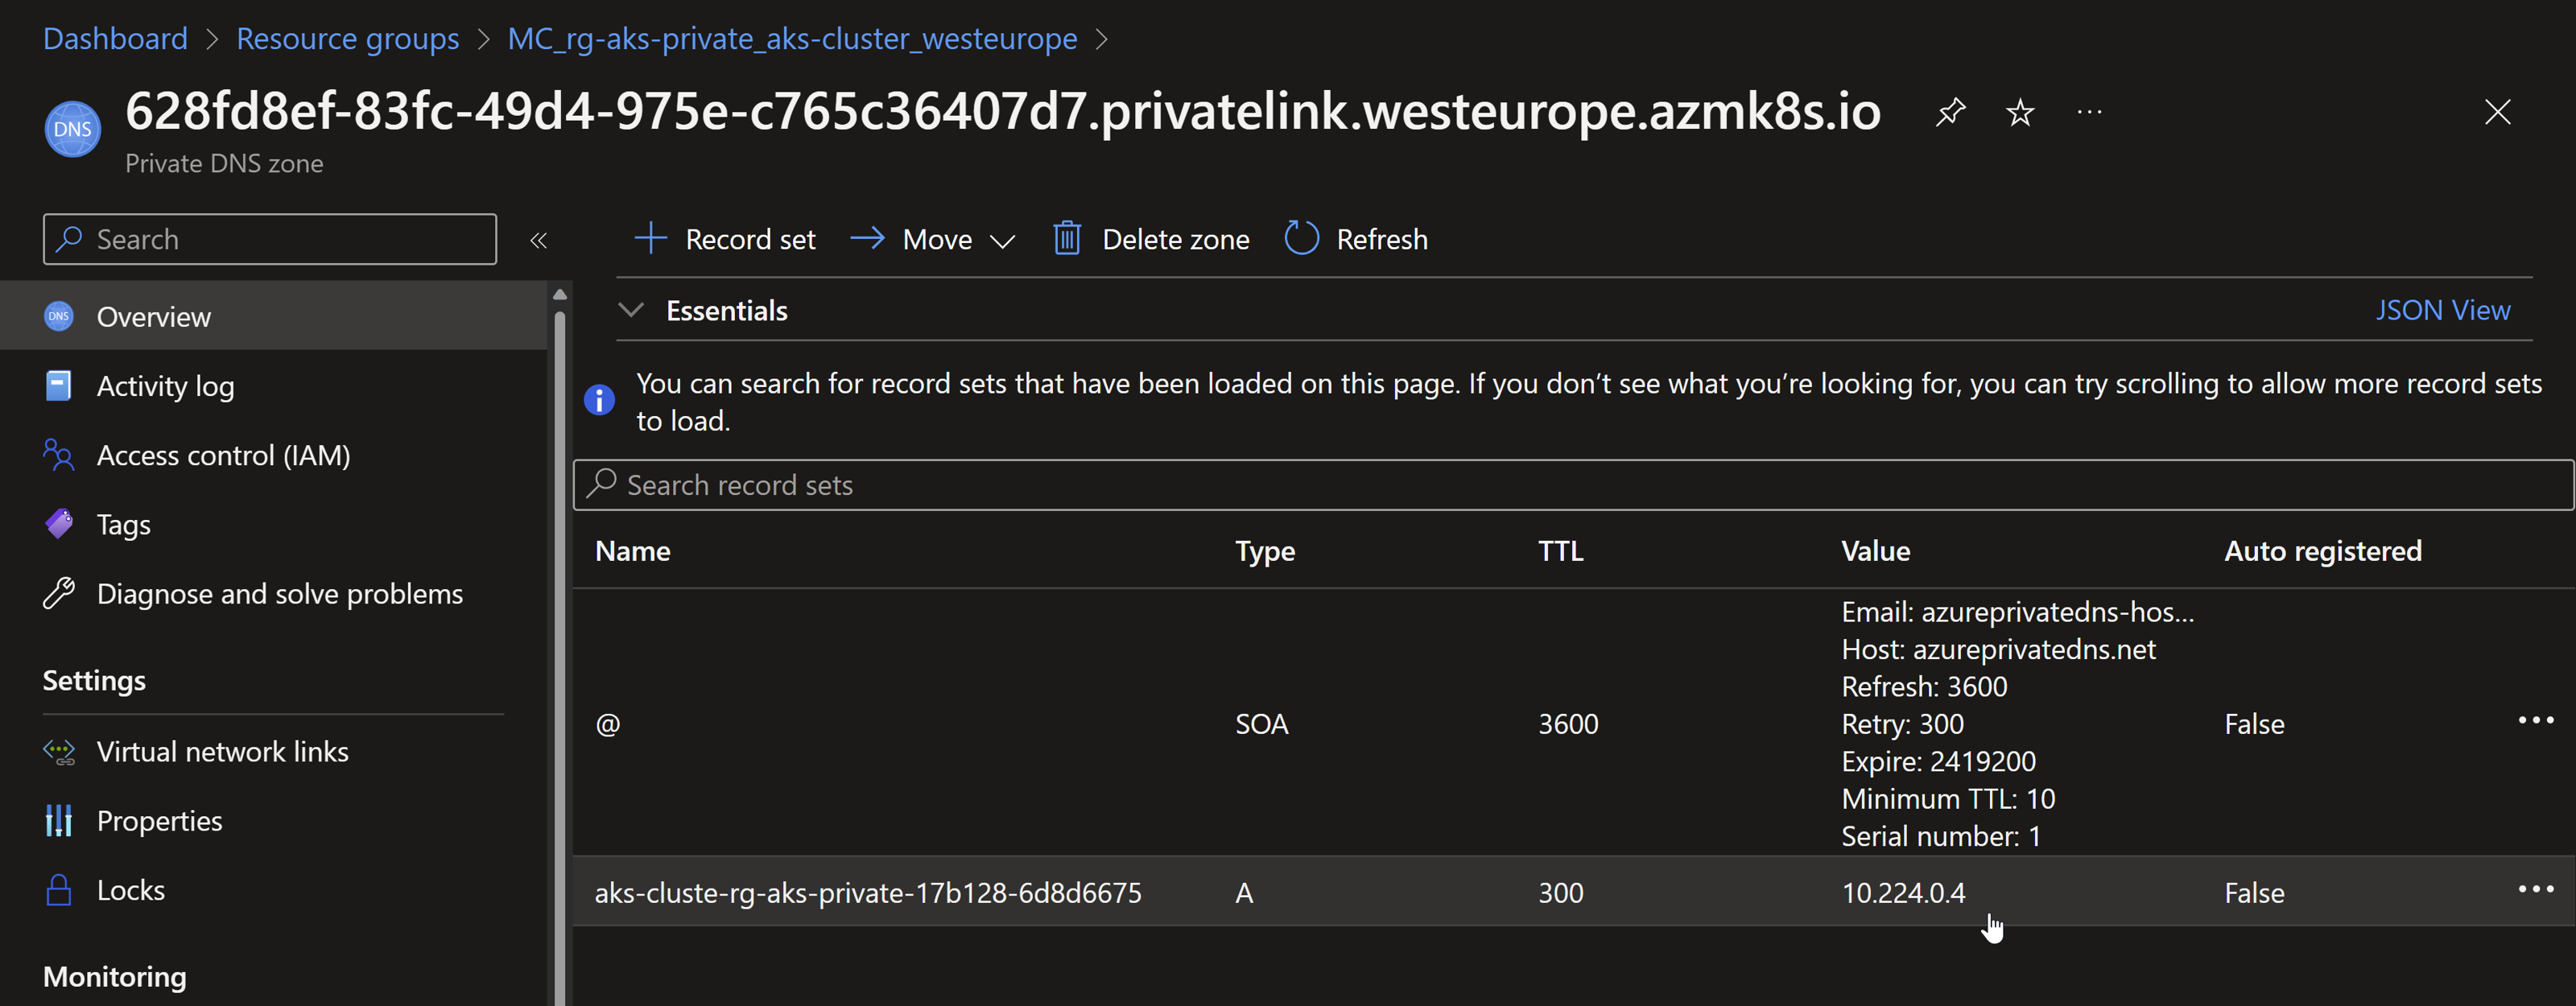 Dashboard > Resource groups > MC_rg-aks-private_aks-cluster_westeurope >
DNS
628fd8ef-83fc-49d4-975e-c765c36407d7.privatelink.westeurope.azmk8s.io
Private DNS zone
Search
Record set
Move
Delete zone
Refresh
DNS
Overview
Activity log
Access control (IAM)
Tags
Diagnose and solve problems
Settings
Virtual network links
Properties
Locks
Monitoring
Essentials
JSON View
You can search for record sets that have been loaded on this page. If you don’t see what you’re looking for, you can try scrolling to allow more record sets
to load.
Search record sets
Name Type TTL Value Auto registered
@ SOA 3600
Email: azureprivatedns-hos...
Host: azureprivatedns.net
Refresh: 3600
Retry: 300
Expire: 2419200
Minimum TTL: 10
Serial number: 1
False
aks-cluste-rg-aks-private-17b128-6d8d6675 A 300 10.224.0.4 False